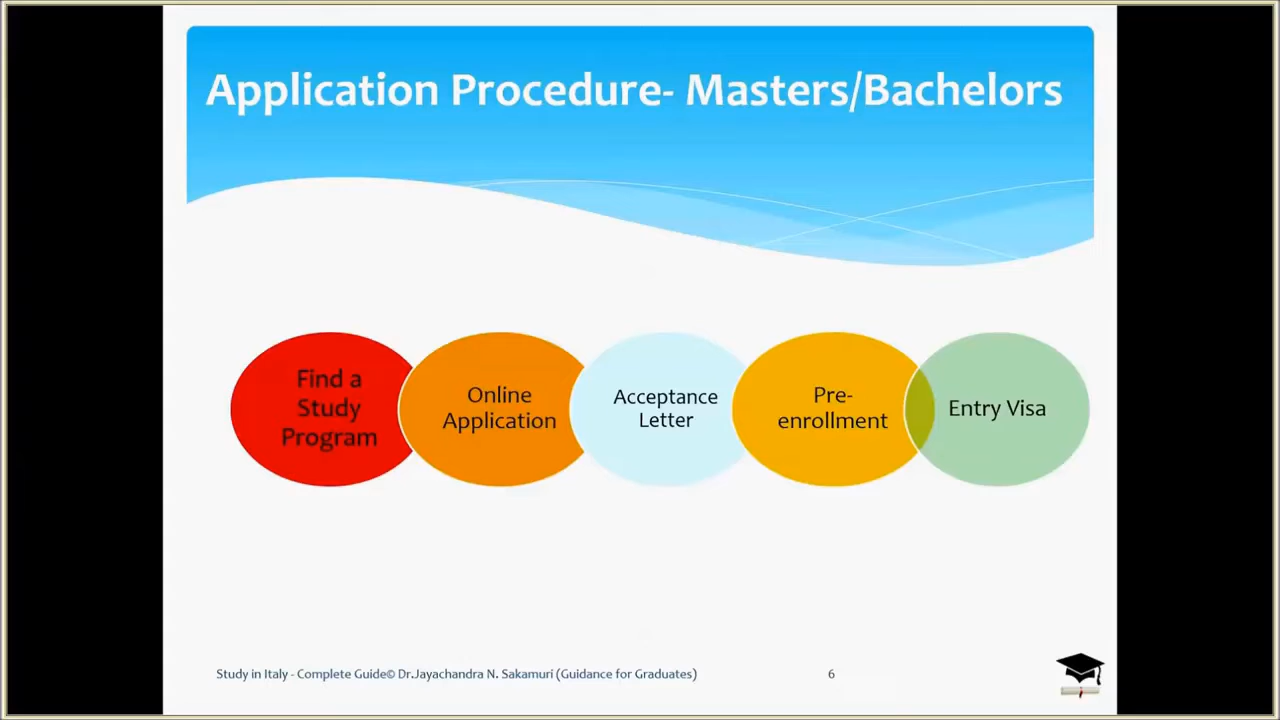 Application Procedure- Masters/Bachelors
Find a
Study
Program
Online
Application
Acceptance
Letter
Pre-
enrollment
Entry Visa
Study in Italy - Complete Guide© Dr.Jayachandra N. Sakamuri (Guidance for Graduates)
6